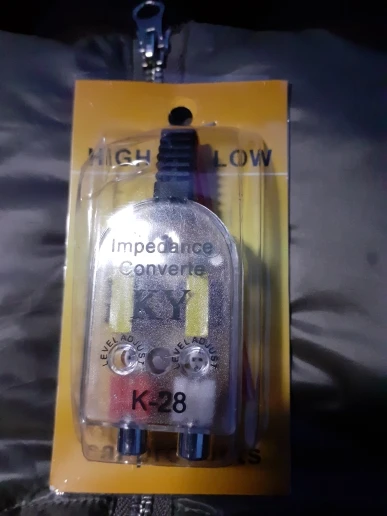 HIGH LOW
Impedance
Converte
KY
LEVEL ADJUST LEVEL ADJUST
K-28